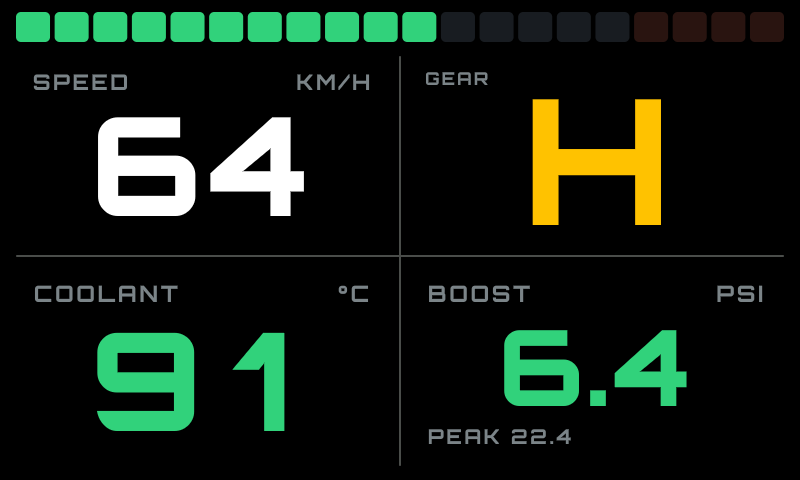 SPEED KM/H
64
GEAR
H
COOLANT °C
91
BOOST PSI
6.4
PEAK 22.4